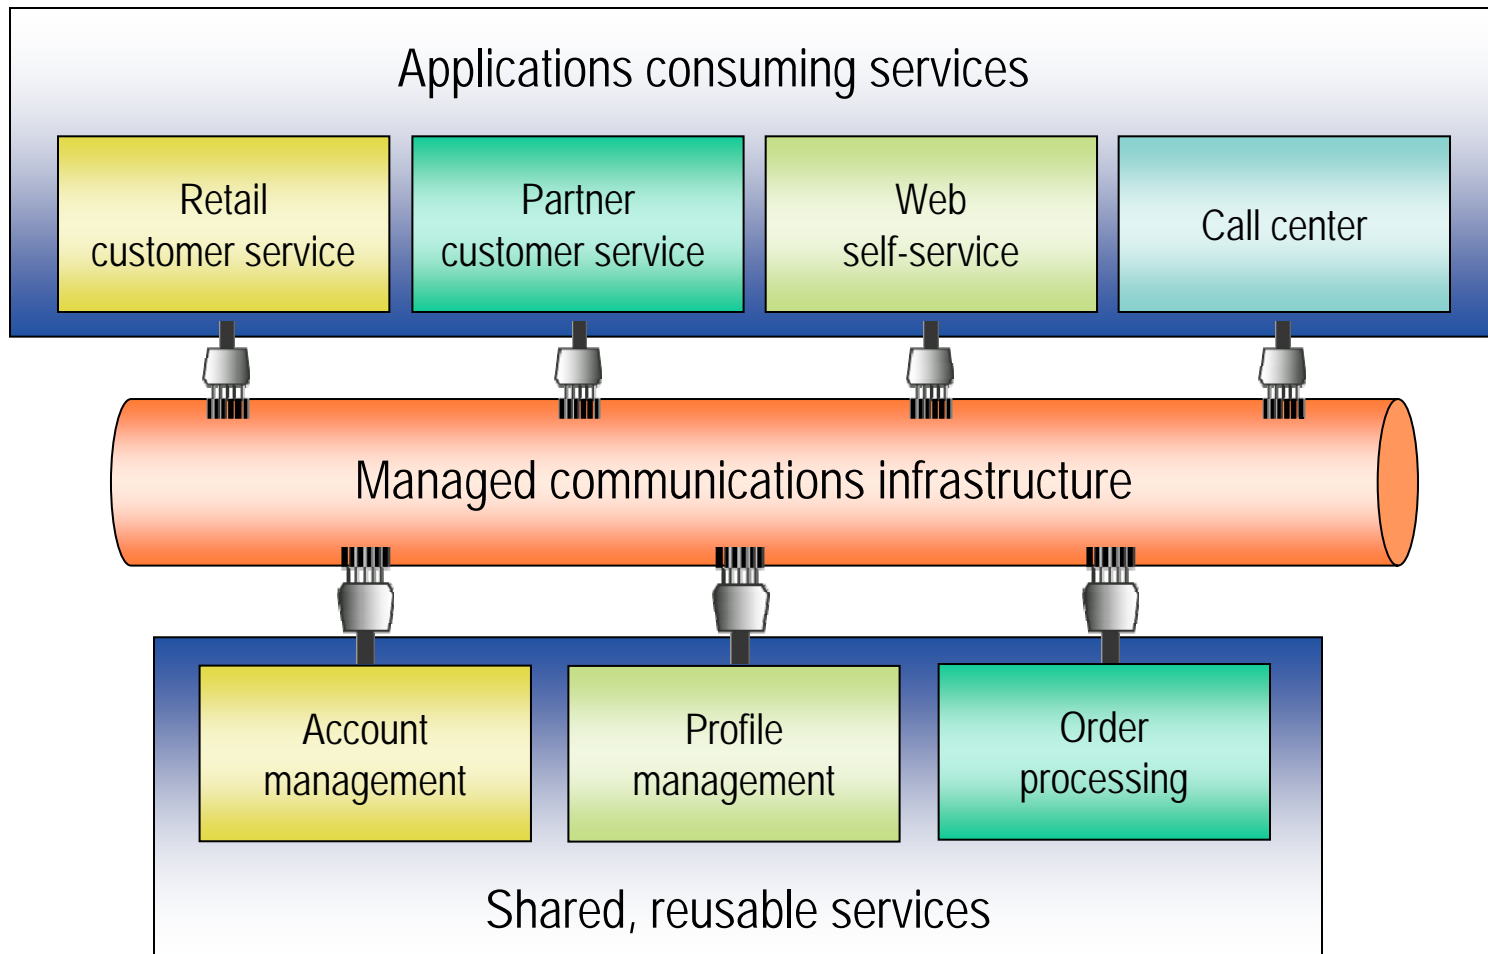 Applications consuming services
Retail
customer service
Partner
customer service
Web
self-service
Call center
Managed communications infrastructure
Account
management
Profile
management
Order
processing
Shared, reusable services